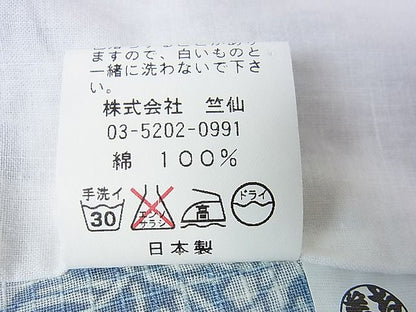 ますので、白いものと
一緒に洗わないで下さ
い。
株式会社 竺仙
03-5202-0991
綿 100%
手洗イ
30
エンソ
サラシ
高
ドライ
日本製